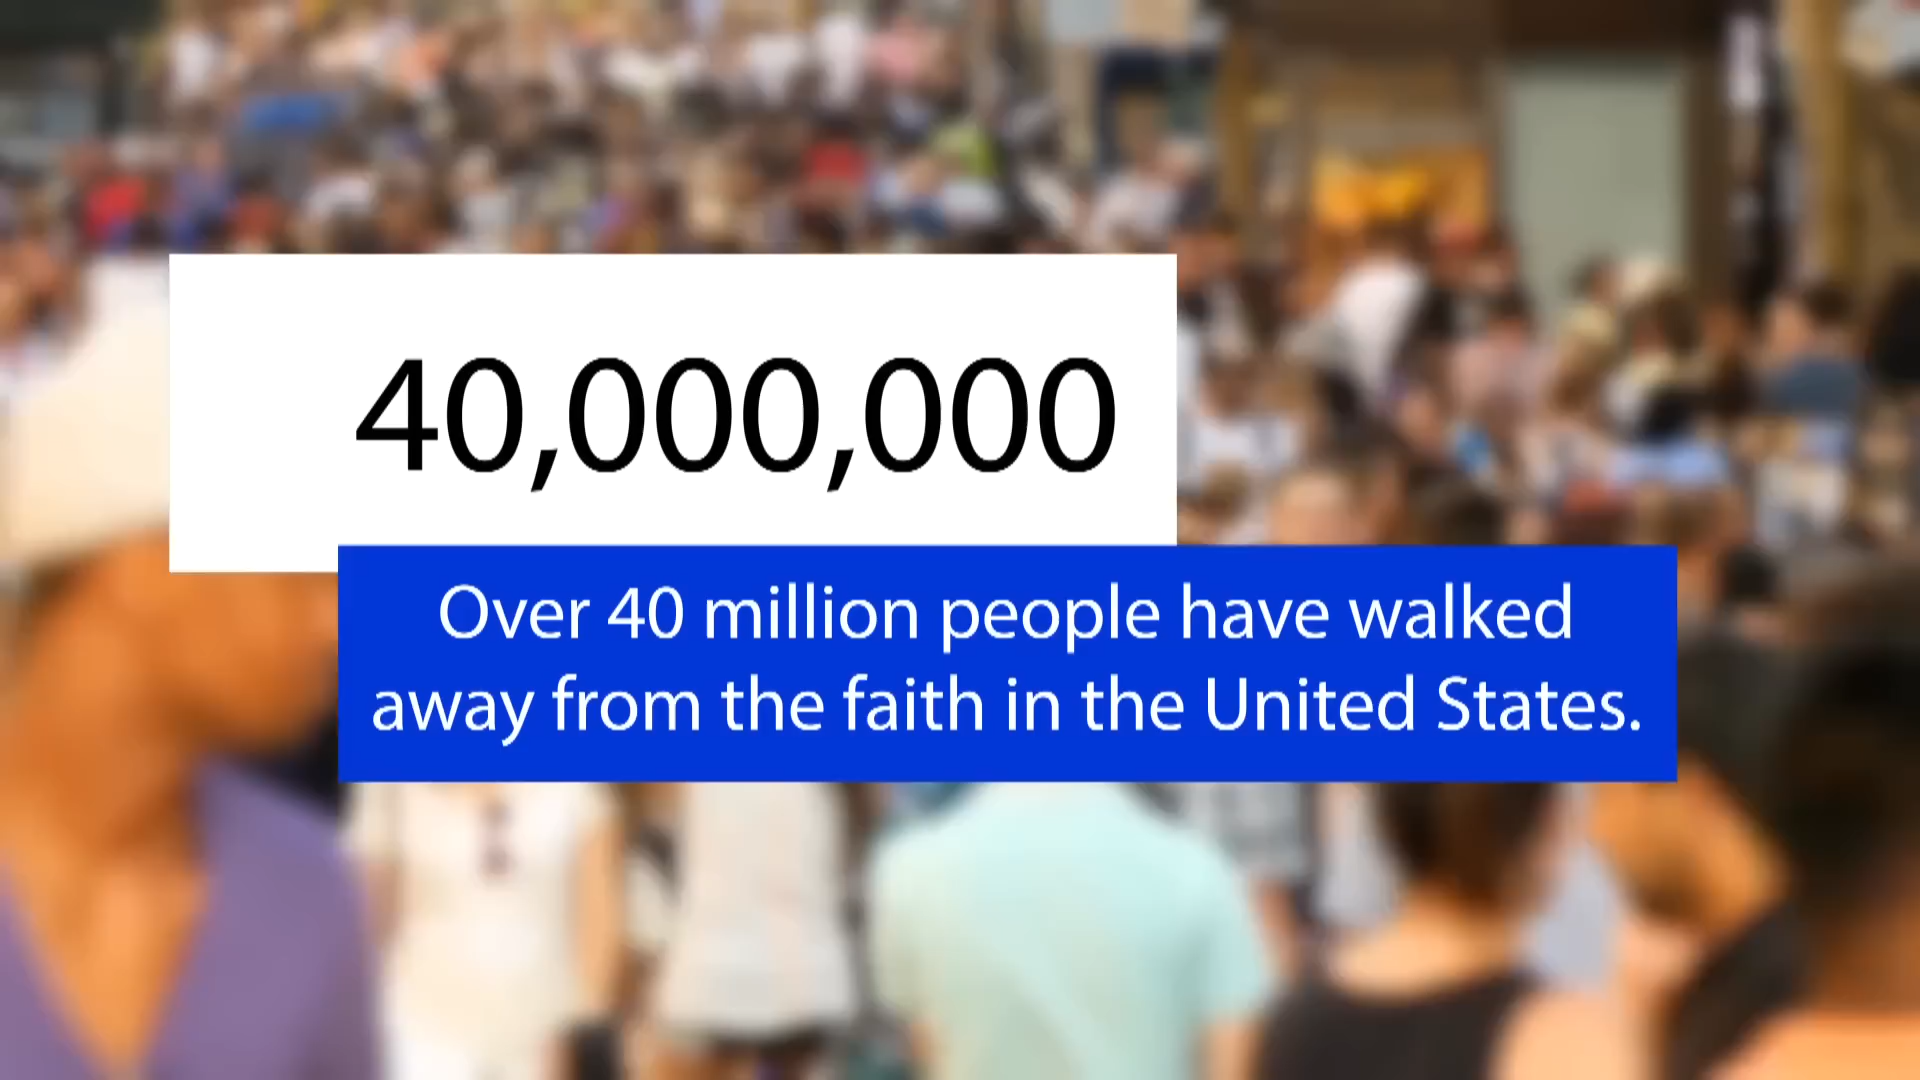 40,000,000
Over 40 million people have walked
away from the faith in the United States.